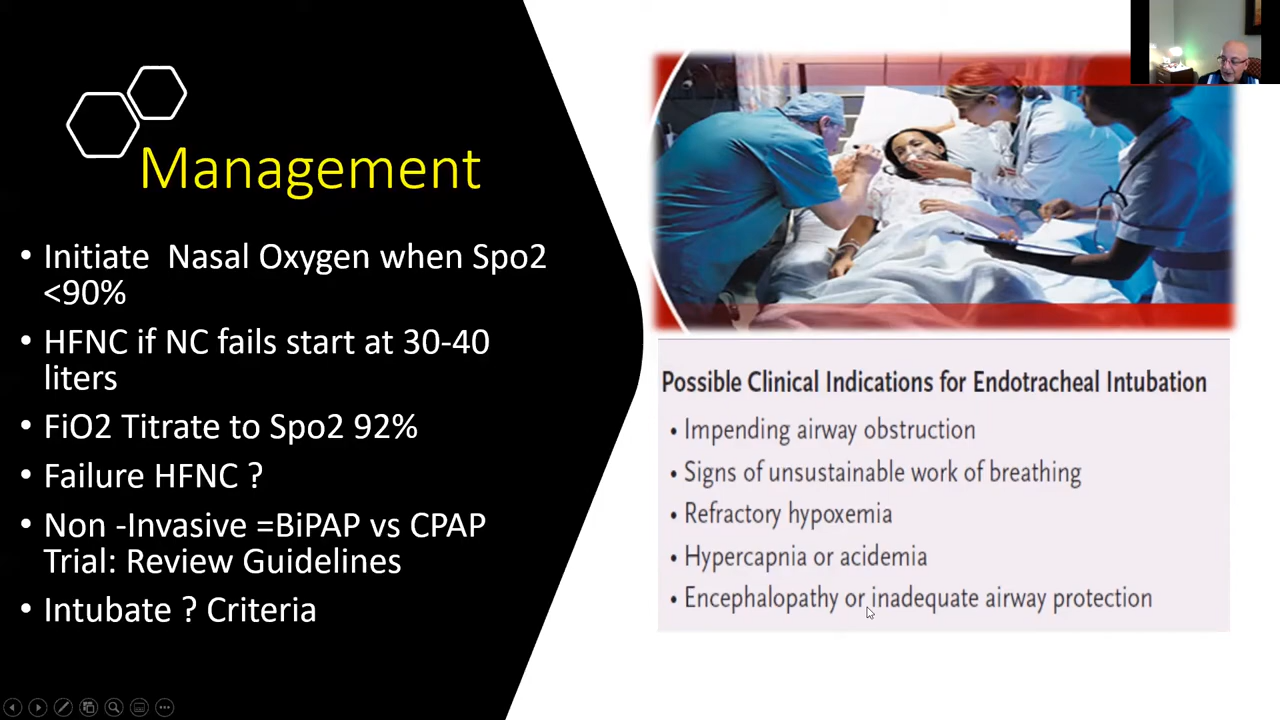 Management
• Initiate  Nasal Oxygen when Spo2
<90%
• HFNC if NC fails start at 30-40
liters
• FiO2 Titrate to Spo2 92%
• Failure HFNC ?
• Non -Invasive =BiPAP vs CPAP
Trial: Review Guidelines
• Intubate ? Criteria
Possible Clinical Indications for Endotracheal Intubation
• Impending airway obstruction
• Signs of unsustainable work of breathing
• Refractory hypoxemia
• Hypercapnia or acidemia
• Encephalopathy or inadequate airway protection